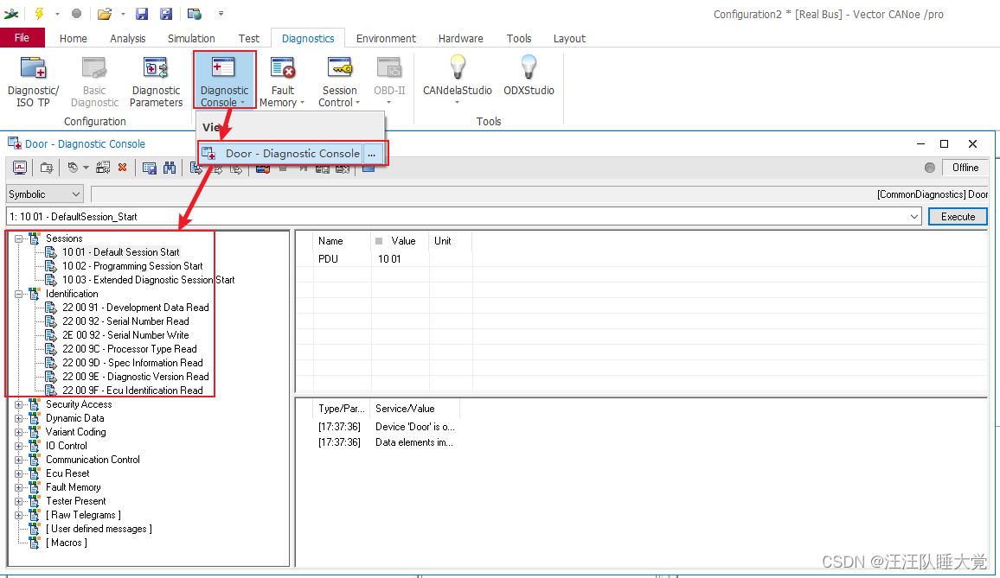 Configuration2 * [Real Bus] - Vector CANoe /pro
File Home Analysis Simulation Test Diagnostics Environment Hardware Tools Layout
Diagnostic/ ISO TP
Basic Diagnostic
Diagnostic Parameters
Diagnostic Console
Fault Memory
Session Control
OBD-II
CANdelaStudio
ODXStudio
Configuration
Tools
Door - Diagnostic Console
...
Door - Diagnostic Console
Offline
Symbolic
[CommonDiagnostics] Door
1: 10 01 - DefaultSession_Start
Execute
Sessions
10 01 - Default Session Start
10 02 - Programming Session Start
10 03 - Extended Diagnostic Session Start
Identification
22 00 91 - Development Data Read
22 00 92 - Serial Number Read
2E 00 92 - Serial Number Write
22 00 9C - Processor Type Read
22 00 9D - Spec Information Read
22 00 9E - Diagnostic Version Read
22 00 9F - Ecu Identification Read
Security Access
Dynamic Data
Variant Coding
IO Control
Communication Control
Ecu Reset
Fault Memory
Tester Present
[ Raw Telegrams ]
[ User defined messages ]
[ Macros ]
Name Value Unit
PDU 10 01
Type/Par... Service/Value
[17:37:36] Device 'Door' is o...
[17:37:36] Data elements im...
CSDN @汪汪队睡大觉